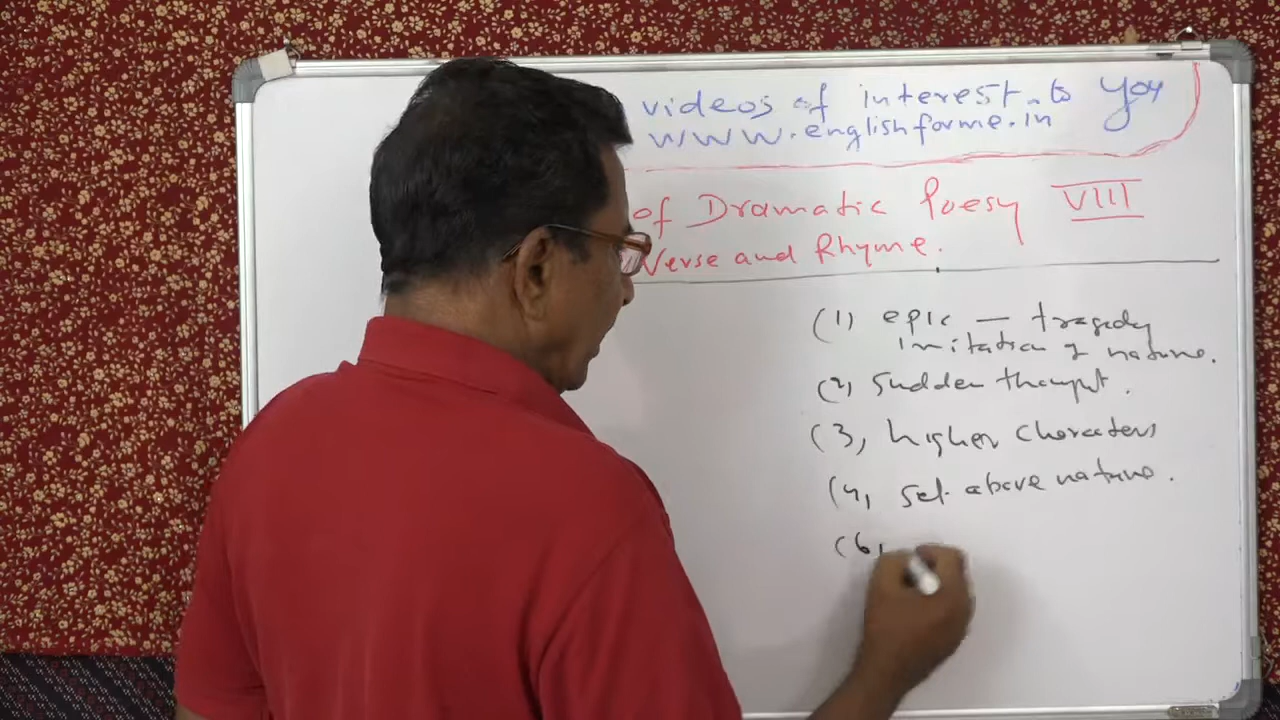 videos of interest to You
www.englishforme.in
of Dramatic Poesy VIII
Verse and Rhyme.
(1) epic — tragedy
imitation of nature.
(2) Sudden thought.
(3) higher characters
(4) set above nature.
(6)